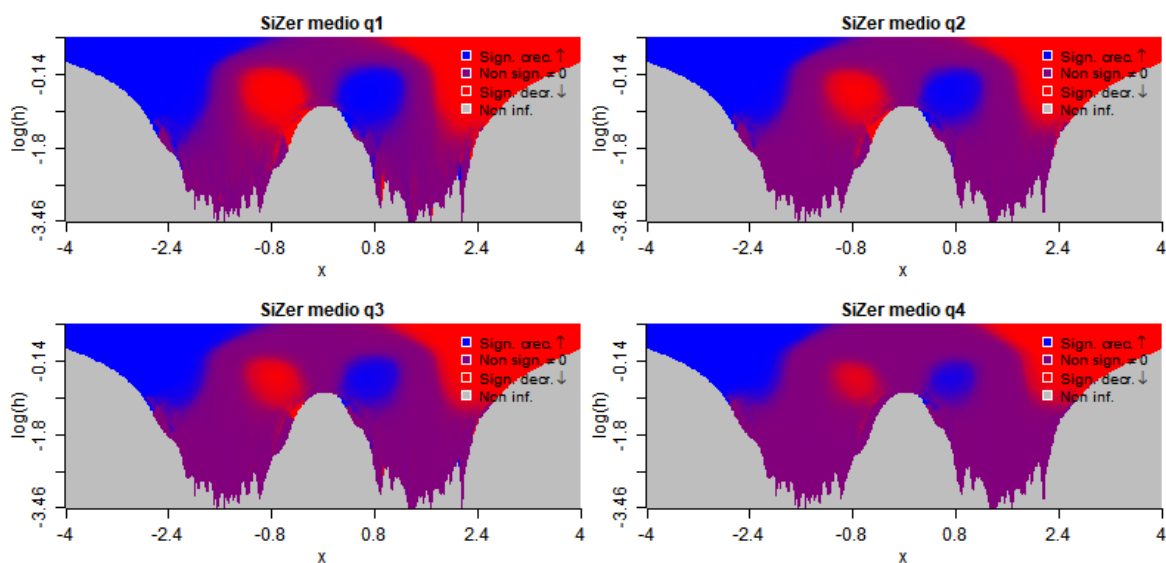 SiZer medio q1
Sign. crec. ↑
Non sign. ≠ 0
Sign. decr. ↓
Non inf.
log(h)
-0.14
-1.8
-3.46
-4 -2.4 -0.8 0.8 2.4 4
x
SiZer medio q2
Sign. crec. ↑
Non sign. ≠ 0
Sign. decr. ↓
Non inf.
log(h)
-0.14
-1.8
-3.46
-4 -2.4 -0.8 0.8 2.4 4
x
SiZer medio q3
Sign. crec. ↑
Non sign. ≠ 0
Sign. decr. ↓
Non inf.
log(h)
-0.14
-1.8
-3.46
-4 -2.4 -0.8 0.8 2.4 4
x
SiZer medio q4
Sign. crec. ↑
Non sign. ≠ 0
Sign. decr. ↓
Non inf.
log(h)
-0.14
-1.8
-3.46
-4 -2.4 -0.8 0.8 2.4 4
x